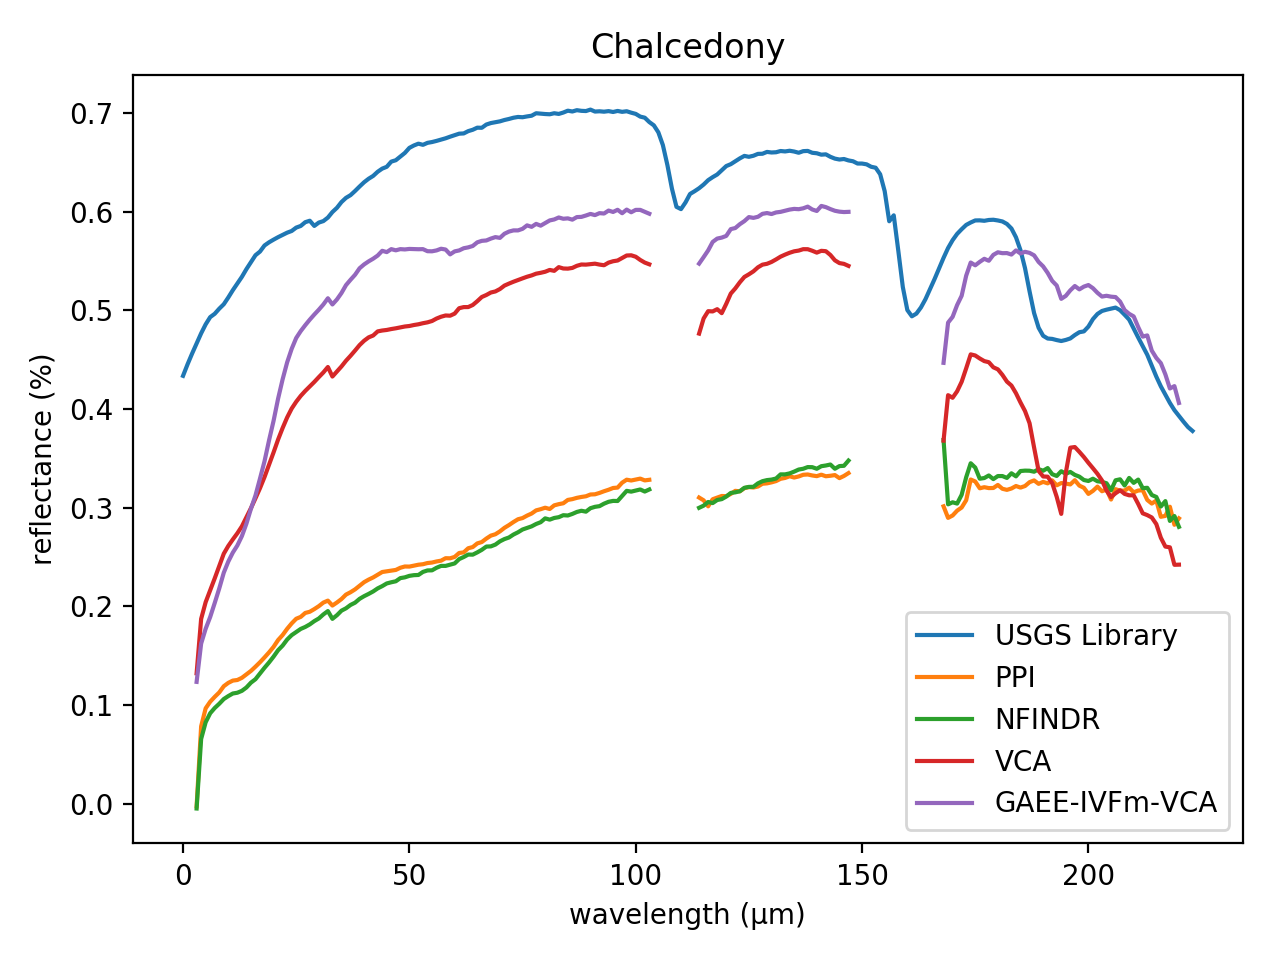 Chalcedony
0.7
0.6
0.5
0.4
0.3
0.2
0.1
0.0
reflectance (%)
0 50 100 150 200
wavelength (μm)
USGS Library
PPI
NFINDR
VCA
GAEE-IVFm-VCA